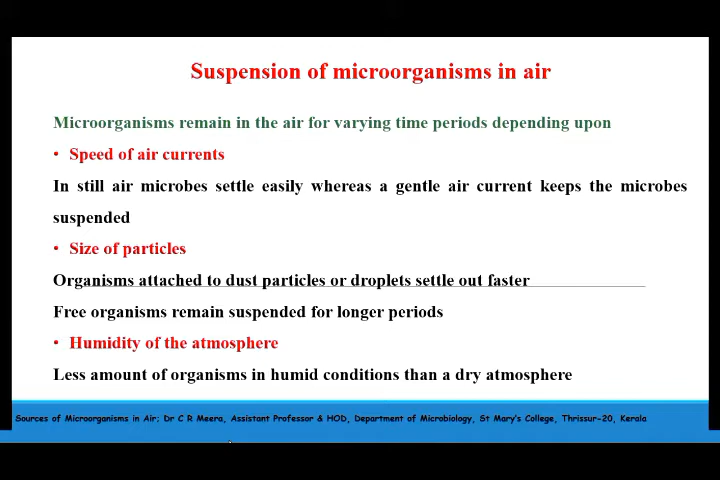 Suspension of microorganisms in air
Microorganisms remain in the air for varying time periods depending upon
• Speed of air currents
In still air microbes settle easily whereas a gentle air current keeps the microbes
suspended
• Size of particles
Organisms attached to dust particles or droplets settle out faster
Free organisms remain suspended for longer periods
• Humidity of the atmosphere
Less amount of organisms in humid conditions than a dry atmosphere
Sources of Microorganisms in Air; Dr C R Meera, Assistant Professor & HOD, Department of Microbiology, St Mary's College, Thrissur-20, Kerala